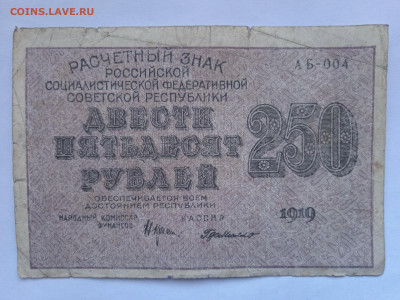 COINS.LAVE.RU
РАСЧЕТНЫЙ ЗНАК
РОССИЙСКОЙ
СОЦИАЛИСТИЧЕСКОЙ ФЕДЕРАТИВНОЙ
СОВЕТСКОЙ РЕСПУБЛИКИ
АБ-004
ДВЕСТИ
ПЯТЬДЕСЯТ
РУБЛЕЙ
250
ОБЕСПЕЧИВАЕТСЯ ВСЕМ
ДОСТОЯНИЕМ РЕСПУБЛИКИ
НАРОДНЫЙ КОМИССАР
ФИНАНСОВ
КАССИР
1919